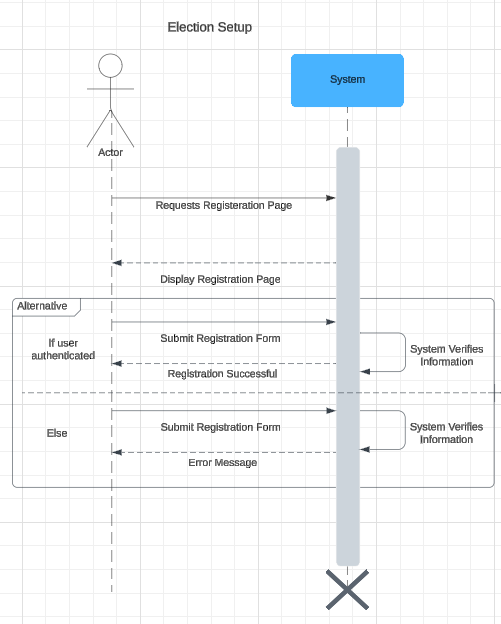 Election Setup
System
Actor
Requests Registeration Page
Display Registration Page
Alternative
If user
authenticated
Submit Registration Form
System Verifies
Information
Registration Successful
Else
Submit Registration Form
System Verifies
Information
Error Message